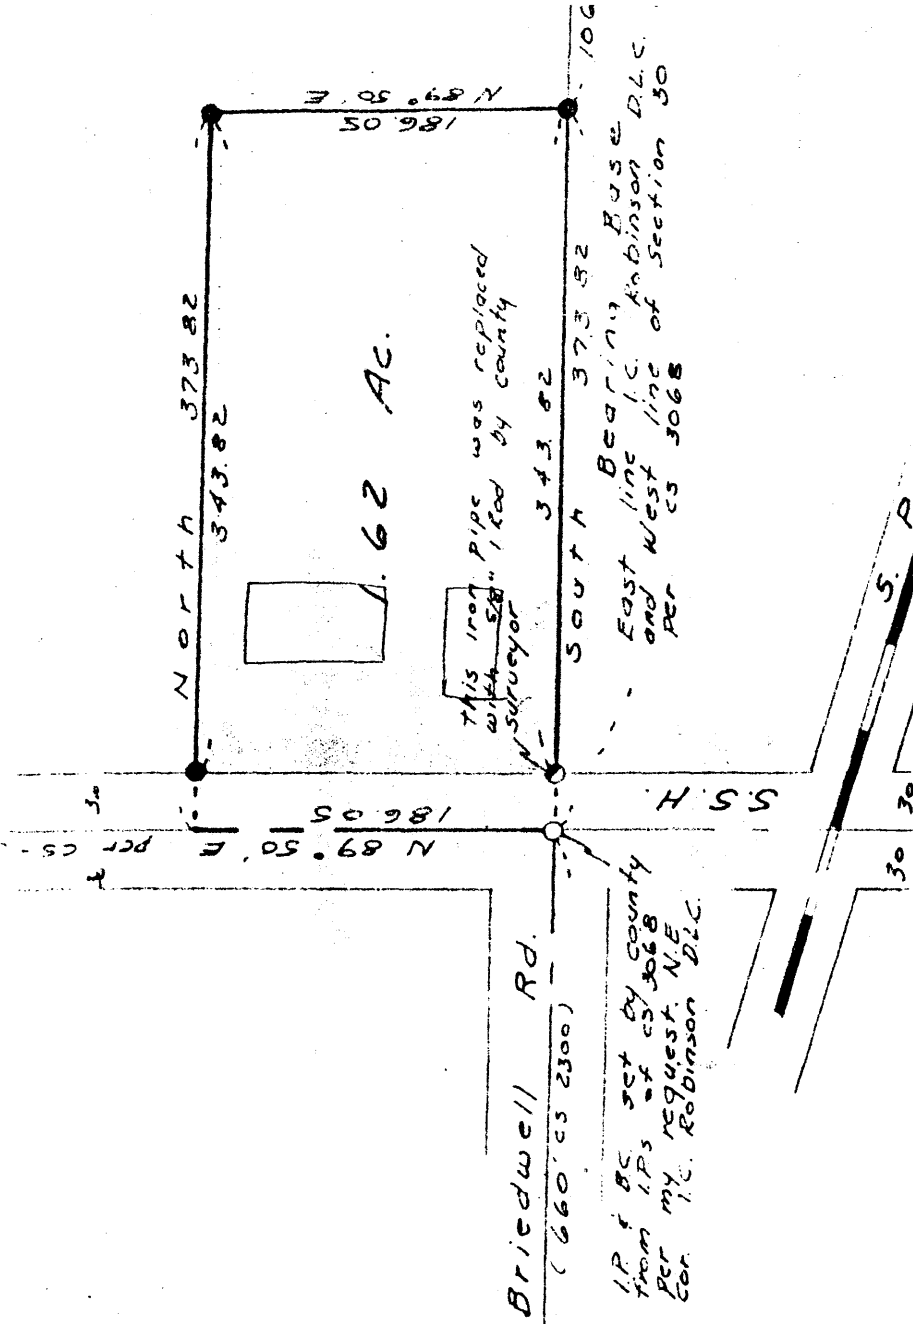 N 89° 50' E
186.05
North 373.82
343.82
1.62 Ac.
This iron pipe was replaced
with 5/8" I Rod by county
surveyor
343.82
South 373.82
106
Bearing Base
East line I.C. Robinson D.L.C.
and West line of Section 30
per cs 3068
30
N 89° 50' E per cs -
186.05
S.S.H.
S. P
30
30
Briedwell Rd.
(660' cs 2300)
I.P. & BC set by county
from I.Ps of cs 3068
per my request. N.E
cor. I.C. Robinson D.L.C.